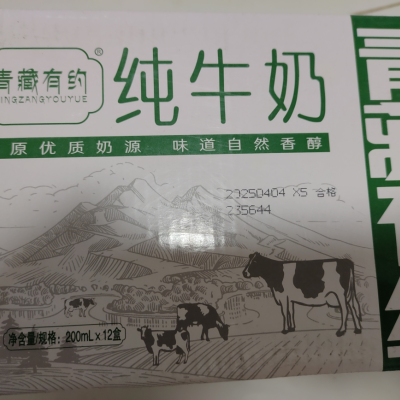 青藏有约®
INGZANGYOUYUE
纯牛奶
原优质奶源 味道自然香醇
20250404 X5 合格
235644
净含量/规格：200mL×12盒